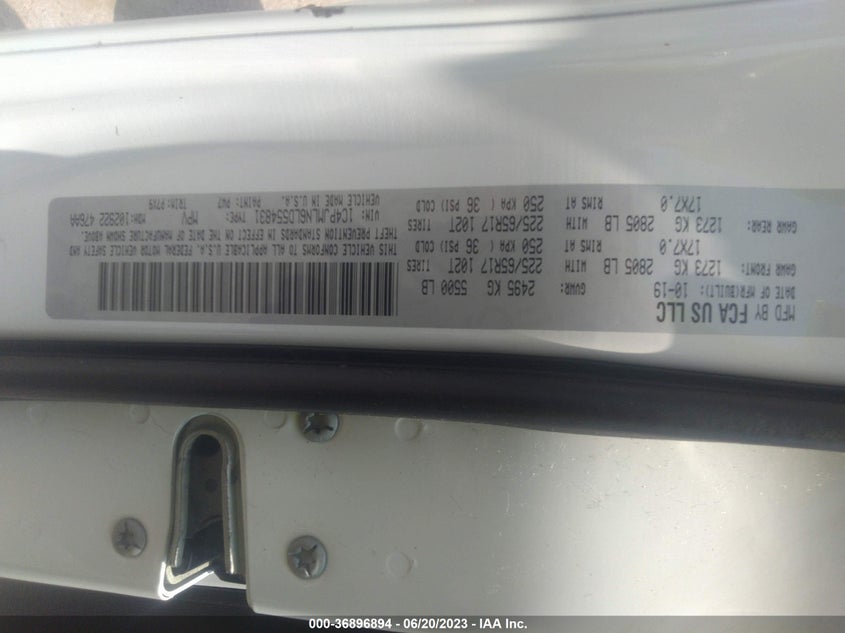 MFD BY FCA US LLC
DATE OF MFR(BUILT): 10-19 GVWR: 2495 KG 5500 LB
GAWR FRONT: 1273 KG 2805 LB WITH 225/65R17 102T TIRES
17X7.0 RIMS AT 250 KPA ( 36 PSI) COLD
GAWR REAR: 1273 KG 2805 LB WITH 225/65R17 102T TIRES
17X7.0 RIMS AT 250 KPA ( 36 PSI) COLD
THIS VEHICLE CONFORMS TO ALL APPLICABLE U.S.A. FEDERAL MOTOR VEHICLE SAFETY AND
THEFT PREVENTION STANDARDS IN EFFECT ON THE DATE OF MANUFACTURE SHOWN ABOVE.
VIN: 1C4PJMLN6LD554831 TYPE: MPV MDH:102922 476AA
VEHICLE MADE IN U.S.A. PAINT: PW7 TRIM:
000-36896894 / 06/20/2023 - IAA Inc.